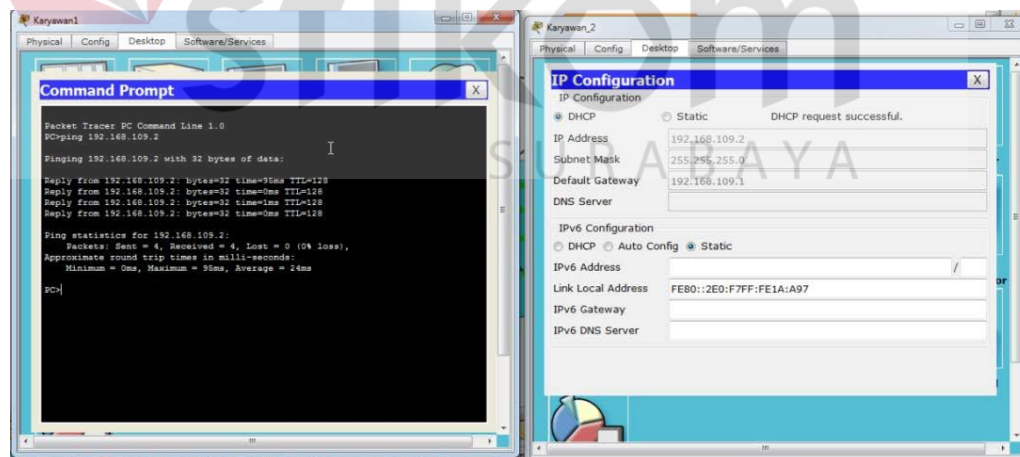 stikom
SURABAYA
Karyawan1
Physical Config Desktop Software/Services
Command Prompt X
Packet Tracer PC Command Line 1.0
PC>ping 192.168.109.2
Pinging 192.168.109.2 with 32 bytes of data:
Reply from 192.168.109.2: bytes=32 time=95ms TTL=128
Reply from 192.168.109.2: bytes=32 time=0ms TTL=128
Reply from 192.168.109.2: bytes=32 time=1ms TTL=128
Reply from 192.168.109.2: bytes=32 time=0ms TTL=128
Ping statistics for 192.168.109.2:
Packets: Sent = 4, Received = 4, Lost = 0 (0% loss),
Approximate round trip times in milli-seconds:
Minimum = 0ms, Maximum = 95ms, Average = 24ms
PC>
Karyawan_2
Physical Config Desktop Software/Services
IP Configuration X
IP Configuration
DHCP Static DHCP request successful.
IP Address 192.168.109.2
Subnet Mask 255.255.255.0
Default Gateway 192.168.109.1
DNS Server
IPv6 Configuration
DHCP Auto Config Static
IPv6 Address /
Link Local Address FE80::2E0:F7FF:FE1A:A97
IPv6 Gateway
IPv6 DNS Server